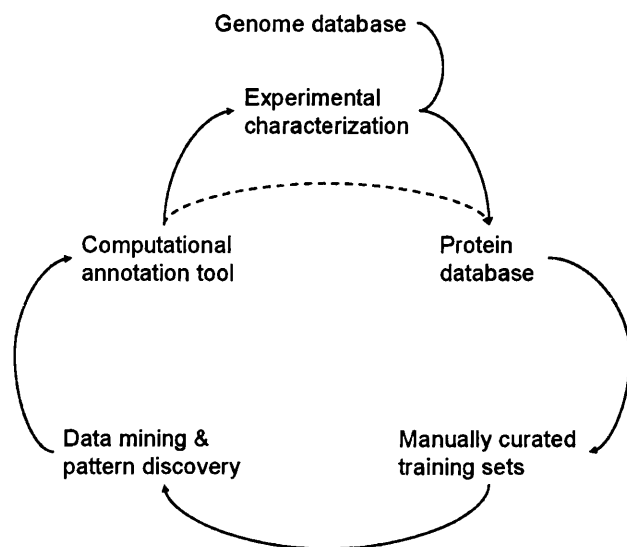 Genome database
Experimental
characterization
Computational
annotation tool
Protein
database
Data mining &
pattern discovery
Manually curated
training sets